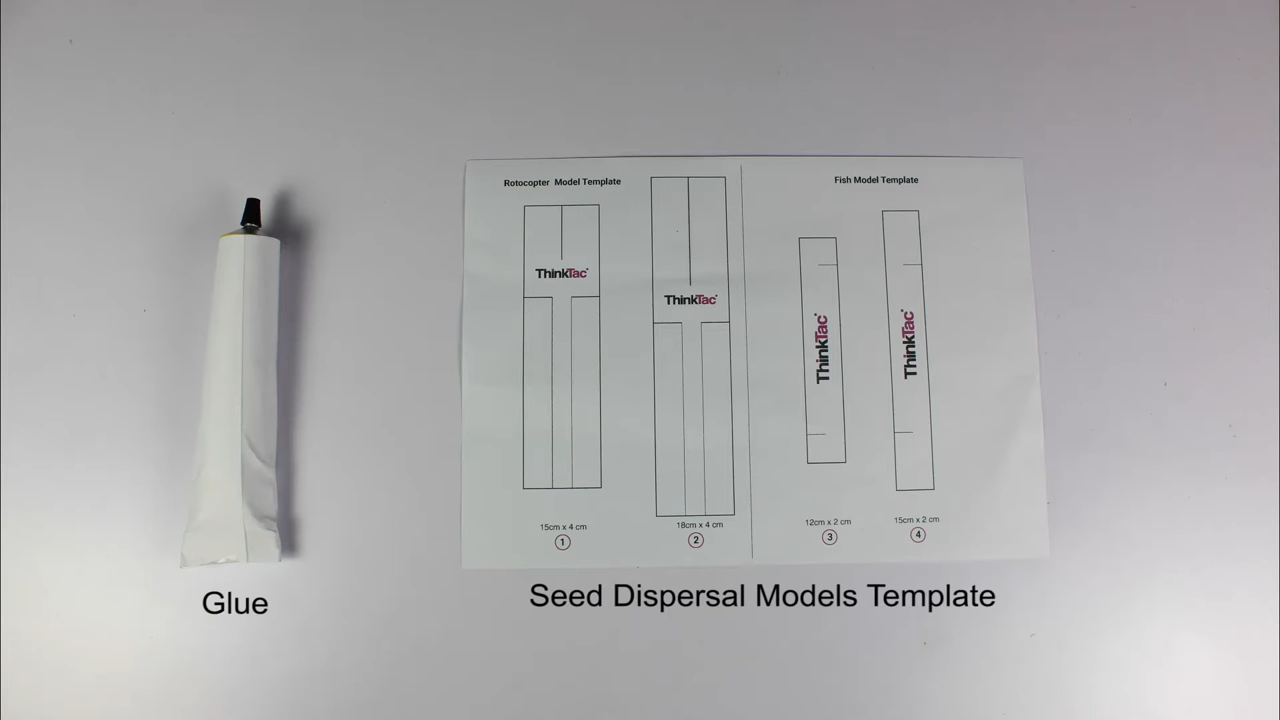 Rotocopter Model Template
Fish Model Template
ThinkTac
ThinkTac
ThinkTac
ThinkTac
15cm x 4 cm
18cm x 4 cm
12cm x 2 cm
15cm x 2 cm
1
2
3
4
Glue
Seed Dispersal Models Template